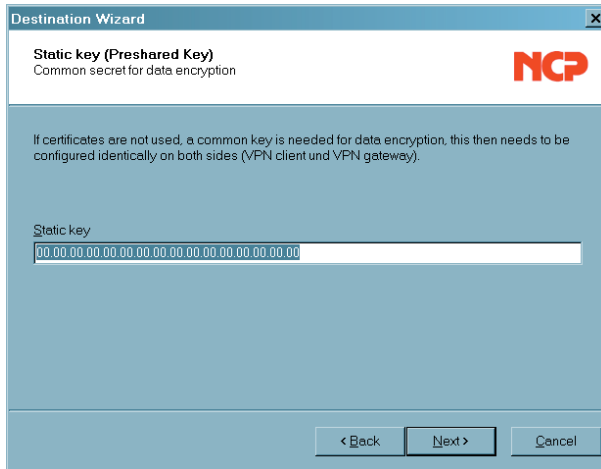 Destination Wizard
Static key (Preshared Key)
Common secret for data encryption
NCP
If certificates are not used, a common key is needed for data encryption, this then needs to be
configured identically on both sides (VPN client und VPN gateway).
Static key
00.00.00.00.00.00.00.00.00.00.00.00.00.00.00.00.00.00
< Back
Next >
Cancel